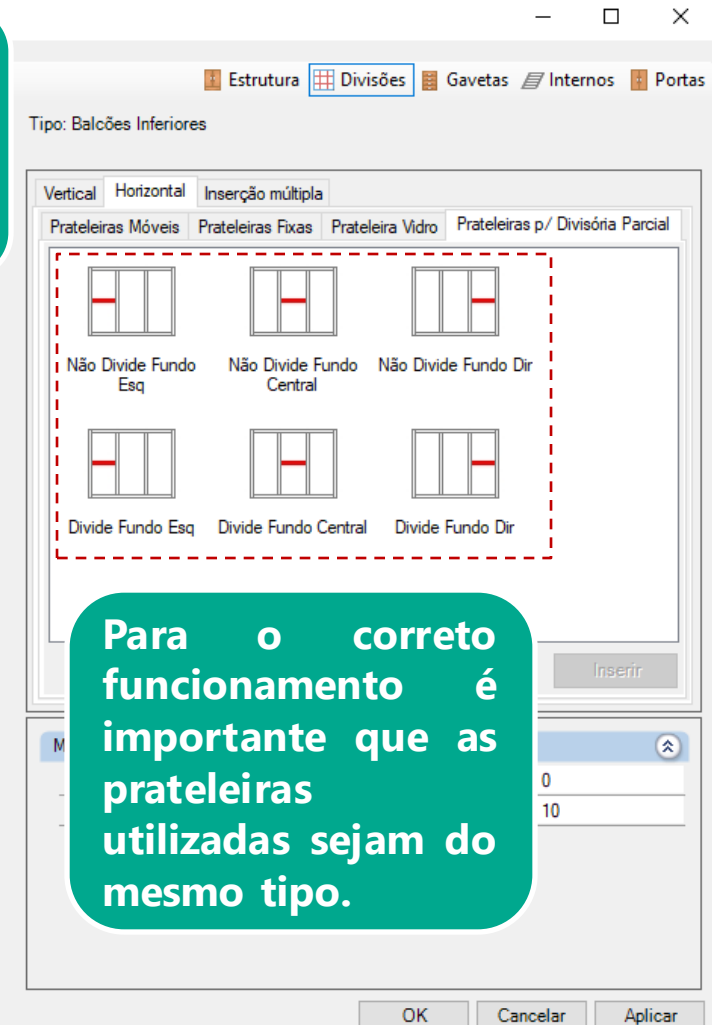 Estrutura Divisões Gavetas Internos Portas
Tipo: Balcões Inferiores
Vertical Horizontal Inserção múltipla
Prateleiras Móveis Prateleiras Fixas Prateleira Vidro Prateleiras p/ Divisória Parcial
Não Divide Fundo Esq
Não Divide Fundo Central
Não Divide Fundo Dir
Divide Fundo Esq Divide Fundo Central Divide Fundo Dir
Para o correto
funcionamento é
importante que as
prateleiras
utilizadas sejam do
mesmo tipo.
Inserir
0
10
OK Cancelar Aplicar